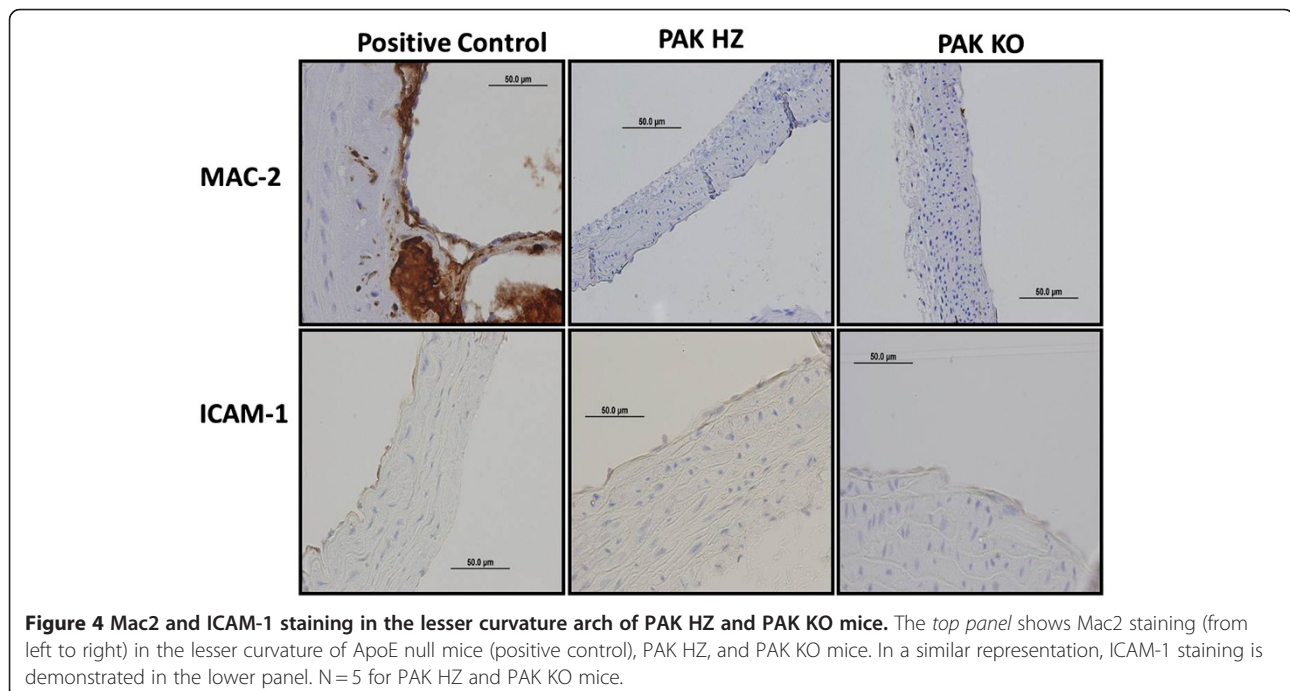 Positive Control PAK HZ PAK KO
MAC-2
50.0 µm 50.0 µm 50.0 µm
ICAM-1
50.0 µm 50.0 µm 50.0 µm
Figure 4 Mac2 and ICAM-1 staining in the lesser curvature arch of PAK HZ and PAK KO mice. The top panel shows Mac2 staining (from
left to right) in the lesser curvature of ApoE null mice (positive control), PAK HZ, and PAK KO mice. In a similar representation, ICAM-1 staining is
demonstrated in the lower panel. N = 5 for PAK HZ and PAK KO mice.